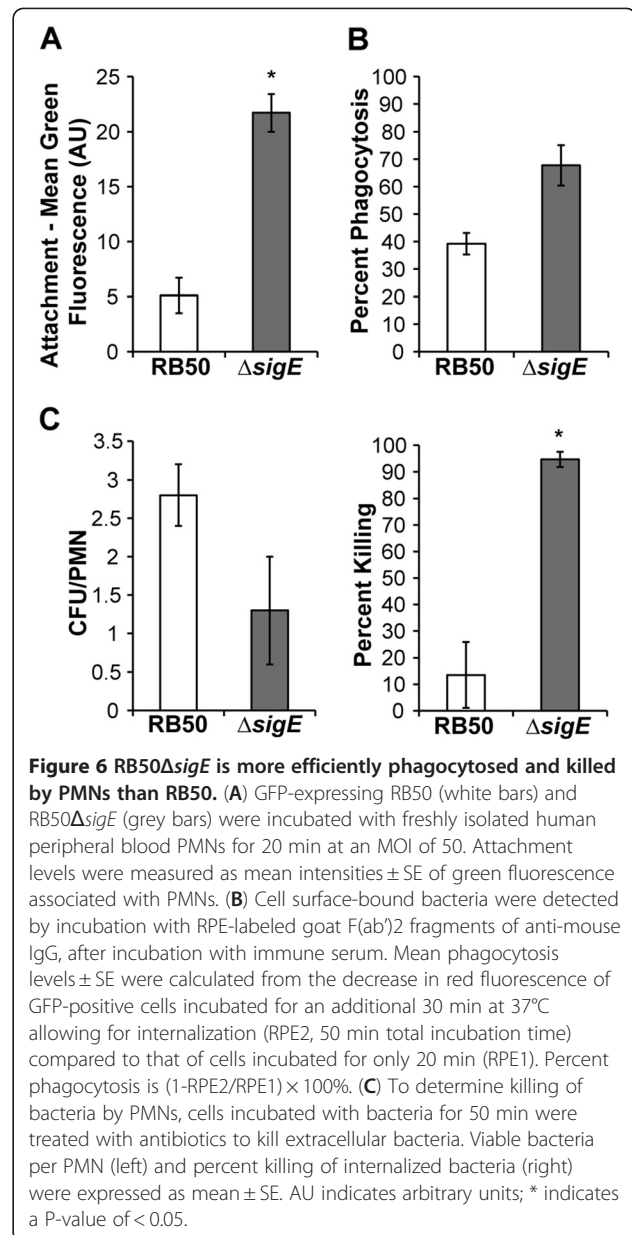 A
Attachment - Mean Green
Fluorescence (AU)
25
20
15
10
5
0
*
RB50
ΔsigE
B
Percent Phagocytosis
100
90
80
70
60
50
40
30
20
10
0
RB50
ΔsigE
C
CFU/PMN
3.5
3
2.5
2
1.5
1
0.5
0
RB50
ΔsigE
Percent Killing
100
90
80
70
60
50
40
30
20
10
0
*
RB50
ΔsigE
Figure 6 RB50ΔsigE is more efficiently phagocytosed and killed
by PMNs than RB50. (A) GFP-expressing RB50 (white bars) and
RB50ΔsigE (grey bars) were incubated with freshly isolated human
peripheral blood PMNs for 20 min at an MOI of 50. Attachment
levels were measured as mean intensities ± SE of green fluorescence
associated with PMNs. (B) Cell surface-bound bacteria were detected
by incubation with RPE-labeled goat F(ab′)2 fragments of anti-mouse
IgG, after incubation with immune serum. Mean phagocytosis
levels ± SE were calculated from the decrease in red fluorescence of
GFP-positive cells incubated for an additional 30 min at 37°C
allowing for internalization (RPE2, 50 min total incubation time)
compared to that of cells incubated for only 20 min (RPE1). Percent
phagocytosis is (1-RPE2/RPE1) × 100%. (C) To determine killing of
bacteria by PMNs, cells incubated with bacteria for 50 min were
treated with antibiotics to kill extracellular bacteria. Viable bacteria
per PMN (left) and percent killing of internalized bacteria (right)
were expressed as mean ± SE. AU indicates arbitrary units; * indicates
a P-value of < 0.05.